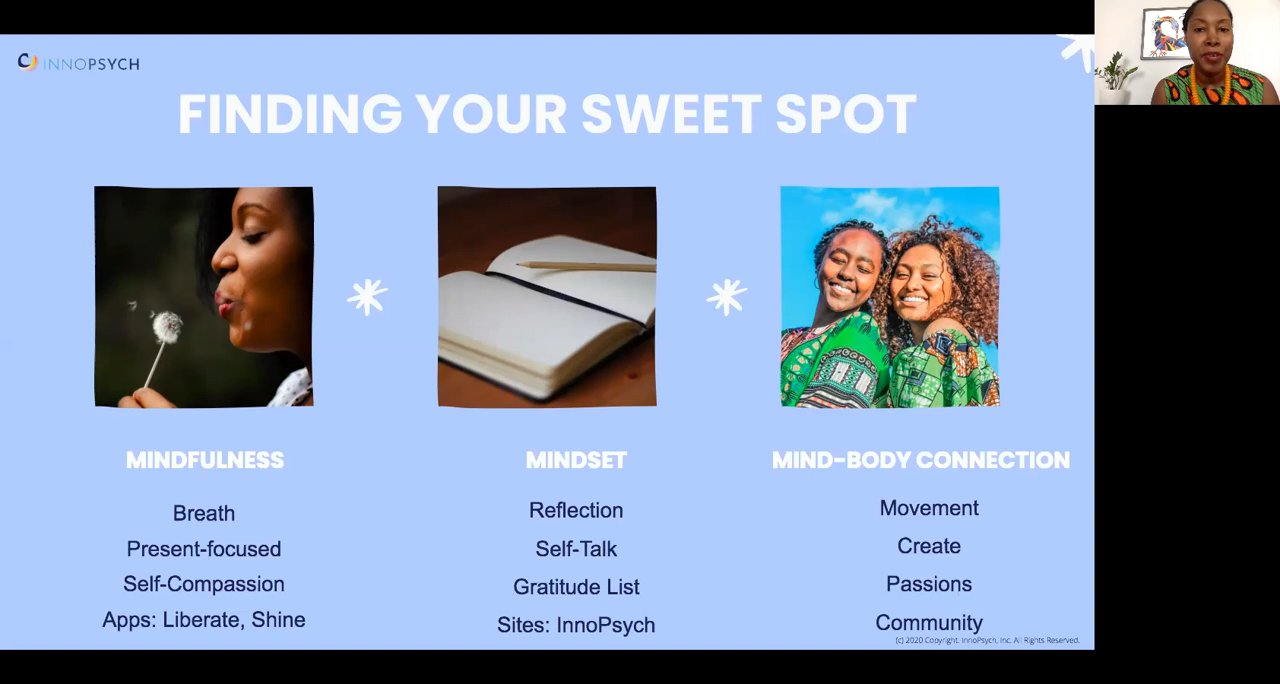 INNOPSYCH
FINDING YOUR SWEET SPOT
MINDFULNESS
Breath
Present-focused
Self-Compassion
Apps: Liberate, Shine
MINDSET
Reflection
Self-Talk
Gratitude List
Sites: InnoPsych
MIND-BODY CONNECTION
Movement
Create
Passions
Community
(c) 2020 Copyright. InnoPsych, Inc. All Rights Reserved.